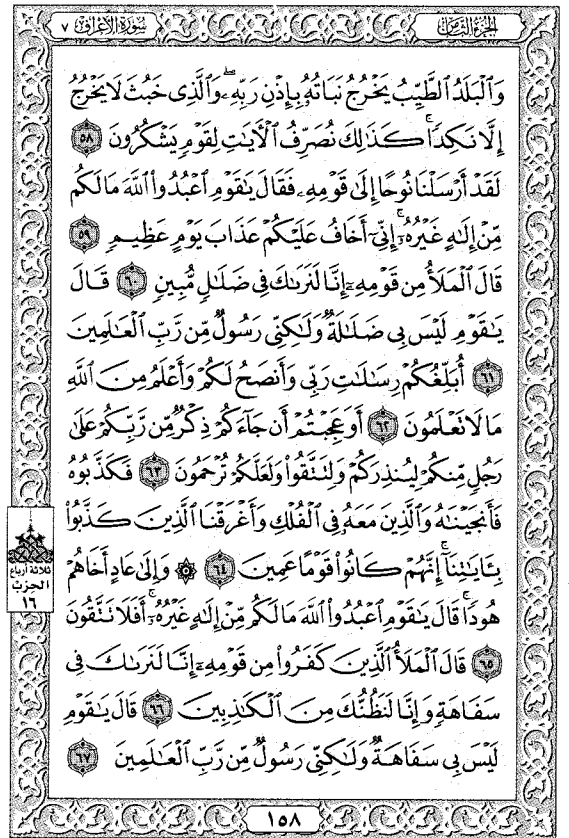 سورة الأعراف ٧
الجزء الثامن
وَٱلْبَلَدُ ٱلطَّيِّبُ يَخْرُجُ نَبَاتُهُۥ بِإِذْنِ رَبِّهِۦ ۖ وَٱلَّذِى خَبُثَ لَا يَخْرُجُ
إِلَّا نَكِدًا ۚ كَذَٰلِكَ نُصَرِّفُ ٱلْـَٔايَٰتِ لِقَوْمٍ يَشْكُرُونَ ٥٨
لَقَدْ أَرْسَلْنَا نُوحًا إِلَىٰ قَوْمِهِۦ فَقَالَ يَٰقَوْمِ ٱعْبُدُوا۟ ٱللَّهَ مَا لَكُم
مِّنْ إِلَٰهٍ غَيْرُهُۥٓ ۚ إِنِّىٓ أَخَافُ عَلَيْكُمْ عَذَابَ يَوْمٍ عَظِيمٍ ٥٩
قَالَ ٱلْمَلَأُ مِن قَوْمِهِۦٓ إِنَّا لَنَرَىٰكَ فِى ضَلَٰلٍ مُّبِينٍ ٦٠ قَالَ
يَٰقَوْمِ لَيْسَ بِى ضَلَٰلَةٌ وَلَٰكِنِّى رَسُولٌ مِّن رَّبِّ ٱلْعَٰلَمِينَ
٦١ أُبَلِّغُكُمْ رِسَٰلَٰتِ رَبِّى وَأَنصَحُ لَكُمْ وَأَعْلَمُ مِنَ ٱللَّهِ
مَا لَا تَعْلَمُونَ ٦٢ أَوَعَجِبْتُمْ أَن جَآءَكُمْ ذِكْرٌ مِّن رَّبِّكُمْ عَلَىٰ
رَجُلٍ مِّنكُمْ لِيُنذِرَكُمْ وَلِتَتَّقُوا۟ وَلَعَلَّكُمْ تُرْحَمُونَ ٦٣ فَكَذَّبُوهُ
فَأَنجَيْنَٰهُ وَٱلَّذِينَ مَعَهُۥ فِى ٱلْفُلْكِ وَأَغْرَقْنَا ٱلَّذِينَ كَذَّبُوا۟
بِـَٔايَٰتِنَآ ۚ إِنَّهُمْ كَانُوا۟ قَوْمًا عَمِينَ ٦٤ ۞ وَإِلَىٰ عَادٍ أَخَاهُمْ
هُودًا ۗ قَالَ يَٰقَوْمِ ٱعْبُدُوا۟ ٱللَّهَ مَا لَكُم مِّنْ إِلَٰهٍ غَيْرُهُۥٓ ۚ أَفَلَا تَتَّقُونَ
٦٥ قَالَ ٱلْمَلَأُ ٱلَّذِينَ كَفَرُوا۟ مِن قَوْمِهِۦٓ إِنَّا لَنَرَىٰكَ فِى
سَفَاهَةٍ وَإِنَّا لَنَظُنُّكَ مِنَ ٱلْكَٰذِبِينَ ٦٦ قَالَ يَٰقَوْمِ
لَيْسَ بِى سَفَاهَةٌ وَلَٰكِنِّى رَسُولٌ مِّن رَّبِّ ٱلْعَٰلَمِينَ ٦٧
ثلاثة أرباع
الحزب
١٦
١٥٨